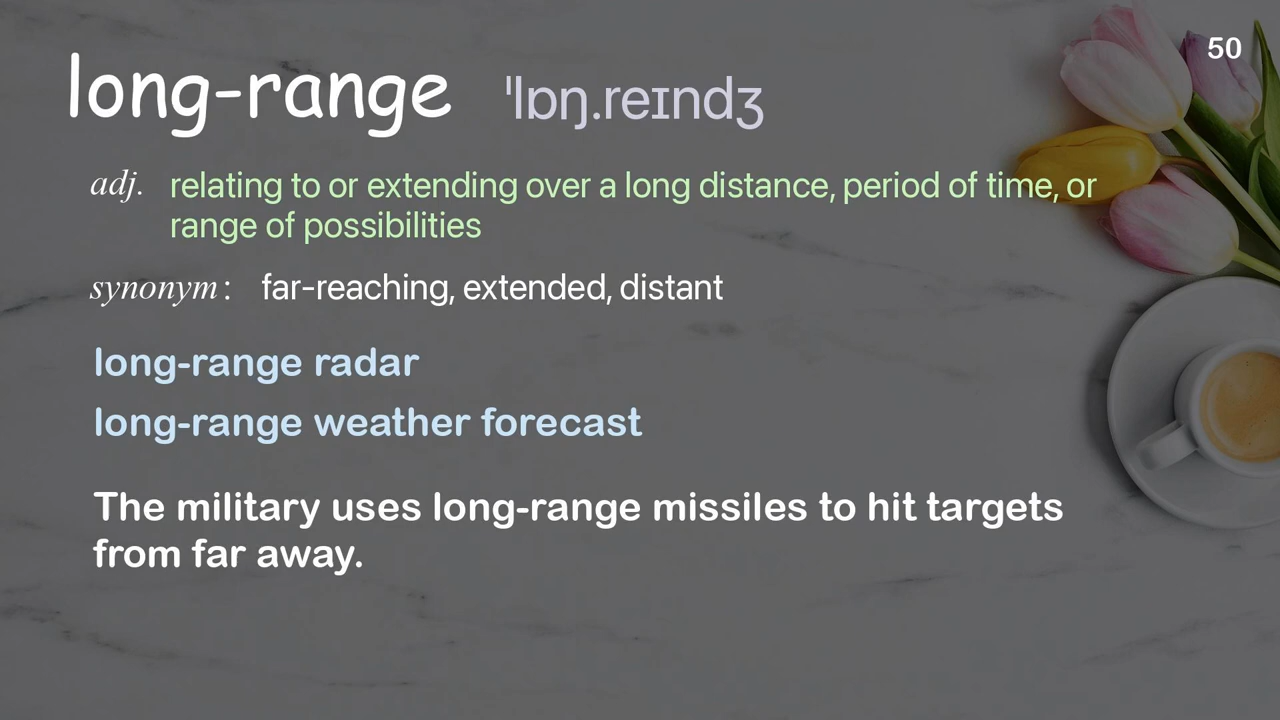 50
long-range ˈlɒŋ.reɪndʒ
adj. relating to or extending over a long distance, period of time, or
range of possibilities
synonym: far-reaching, extended, distant
long-range radar
long-range weather forecast
The military uses long-range missiles to hit targets
from far away.